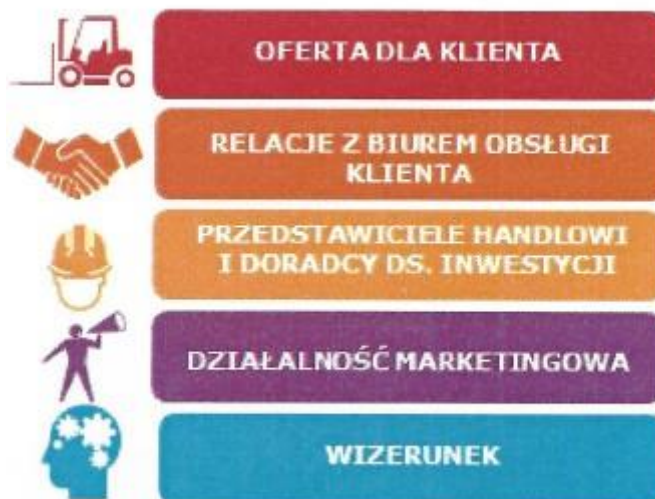 OFERTA DLA KLIENTA
RELACJE Z BIUREM OBSŁUGI
KLIENTA
PRZEDSTAWICIELE HANDLOWI
I DORADCY DS. INWESTYCJI
DZIAŁALNOŚĆ MARKETINGOWA
WIZERUNEK